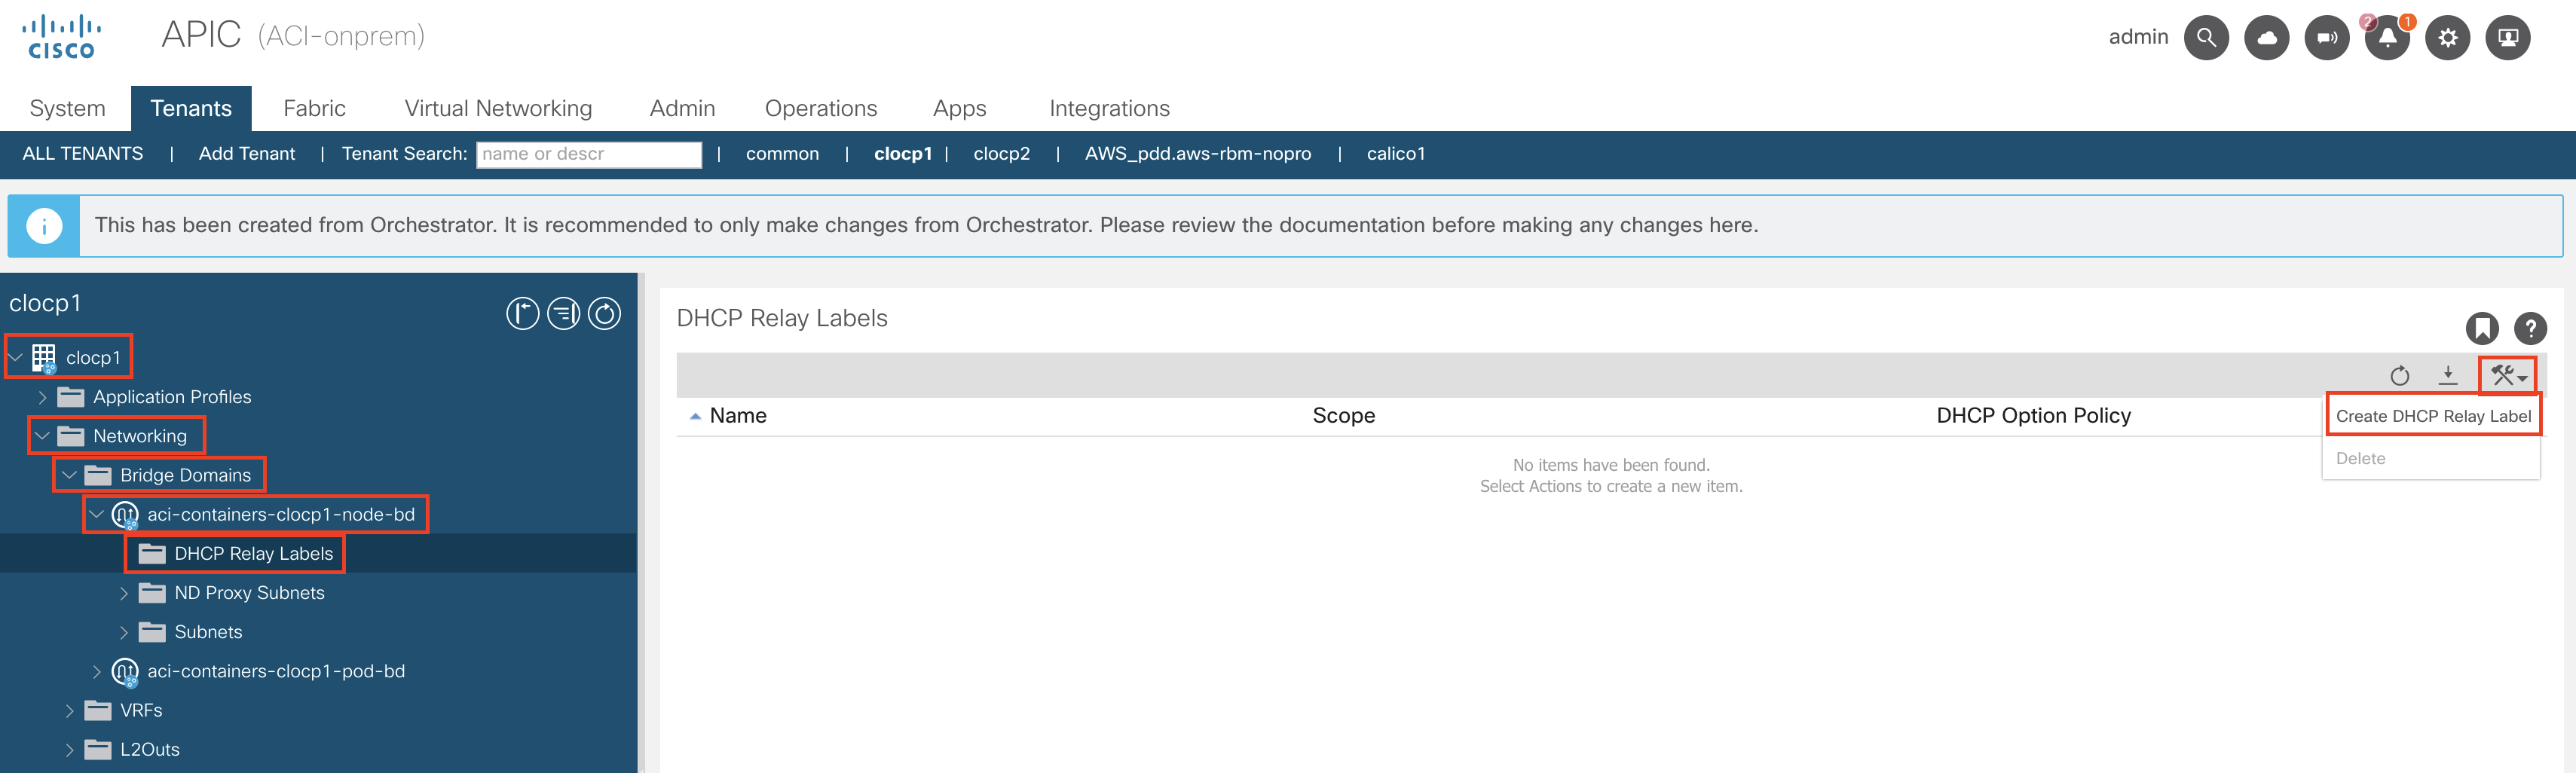 CISCO
APIC (ACI-onprem)
admin
2
1
System Tenants Fabric Virtual Networking Admin Operations Apps Integrations
ALL TENANTS | Add Tenant | Tenant Search: name or descr | common | clocp1 | clocp2 | AWS_pdd.aws-rbm-nopro | calico1
This has been created from Orchestrator. It is recommended to only make changes from Orchestrator. Please review the documentation before making any changes here.
clocp1
clocp1
Application Profiles
Networking
Bridge Domains
aci-containers-clocp1-node-bd
DHCP Relay Labels
ND Proxy Subnets
Subnets
aci-containers-clocp1-pod-bd
VRFs
L2Outs
DHCP Relay Labels
Name Scope DHCP Option Policy
Create DHCP Relay Label
Delete
No items have been found.
Select Actions to create a new item.